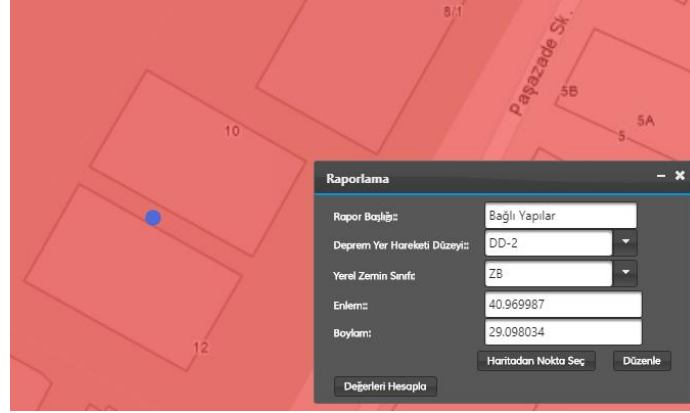 8/1
Paşazade Sk.
5B
5A
5
10
12
Raporlama
Rapor Başlığı:: Bağlı Yapılar
Deprem Yer Hareketi Düzeyi:: DD-2
Yerel Zemin Sınıfı: ZB
Enlem:: 40.969987
Boylam: 29.098034
Haritadan Nokta Seç Düzenle
Değerleri Hesapla